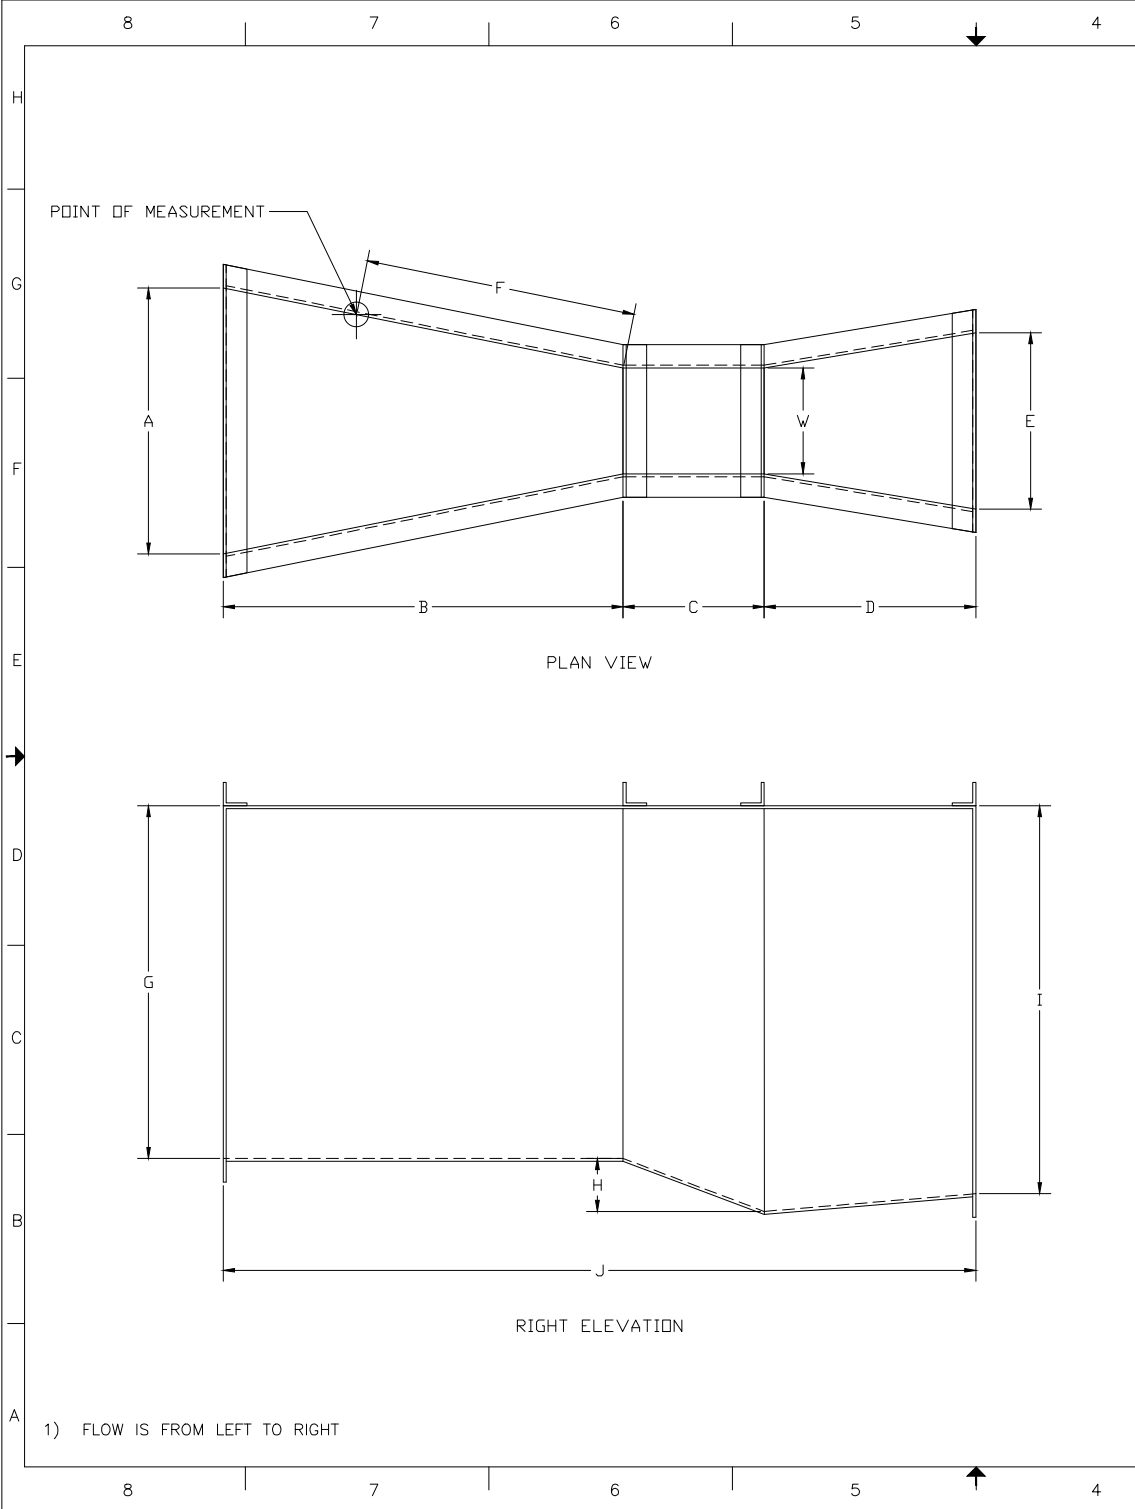 8 7 6 5 4
H
POINT OF MEASUREMENT
G
F
A
W
E
F
B
C
D
E
PLAN VIEW
D
G
I
C
H
B
J
RIGHT ELEVATION
A
1) FLOW IS FROM LEFT TO RIGHT
8 7 6 5 4